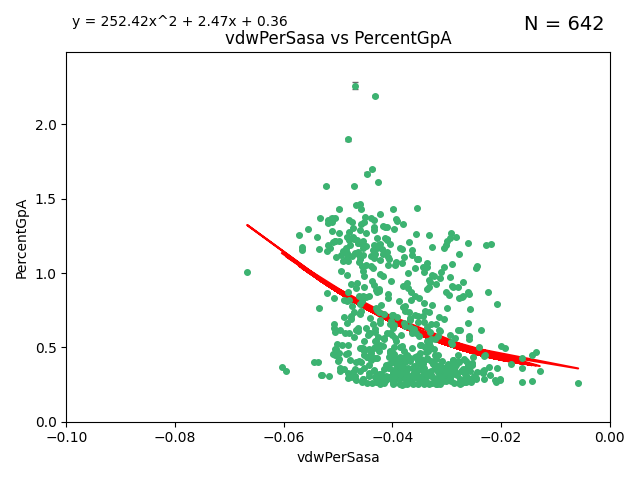 y = 252.42x^2 + 2.47x + 0.36
N = 642
vdwPerSasa vs PercentGpA
PercentGpA
2.0
1.5
1.0
0.5
0.0
−0.10 −0.08 −0.06 −0.04 −0.02 0.00
vdwPerSasa